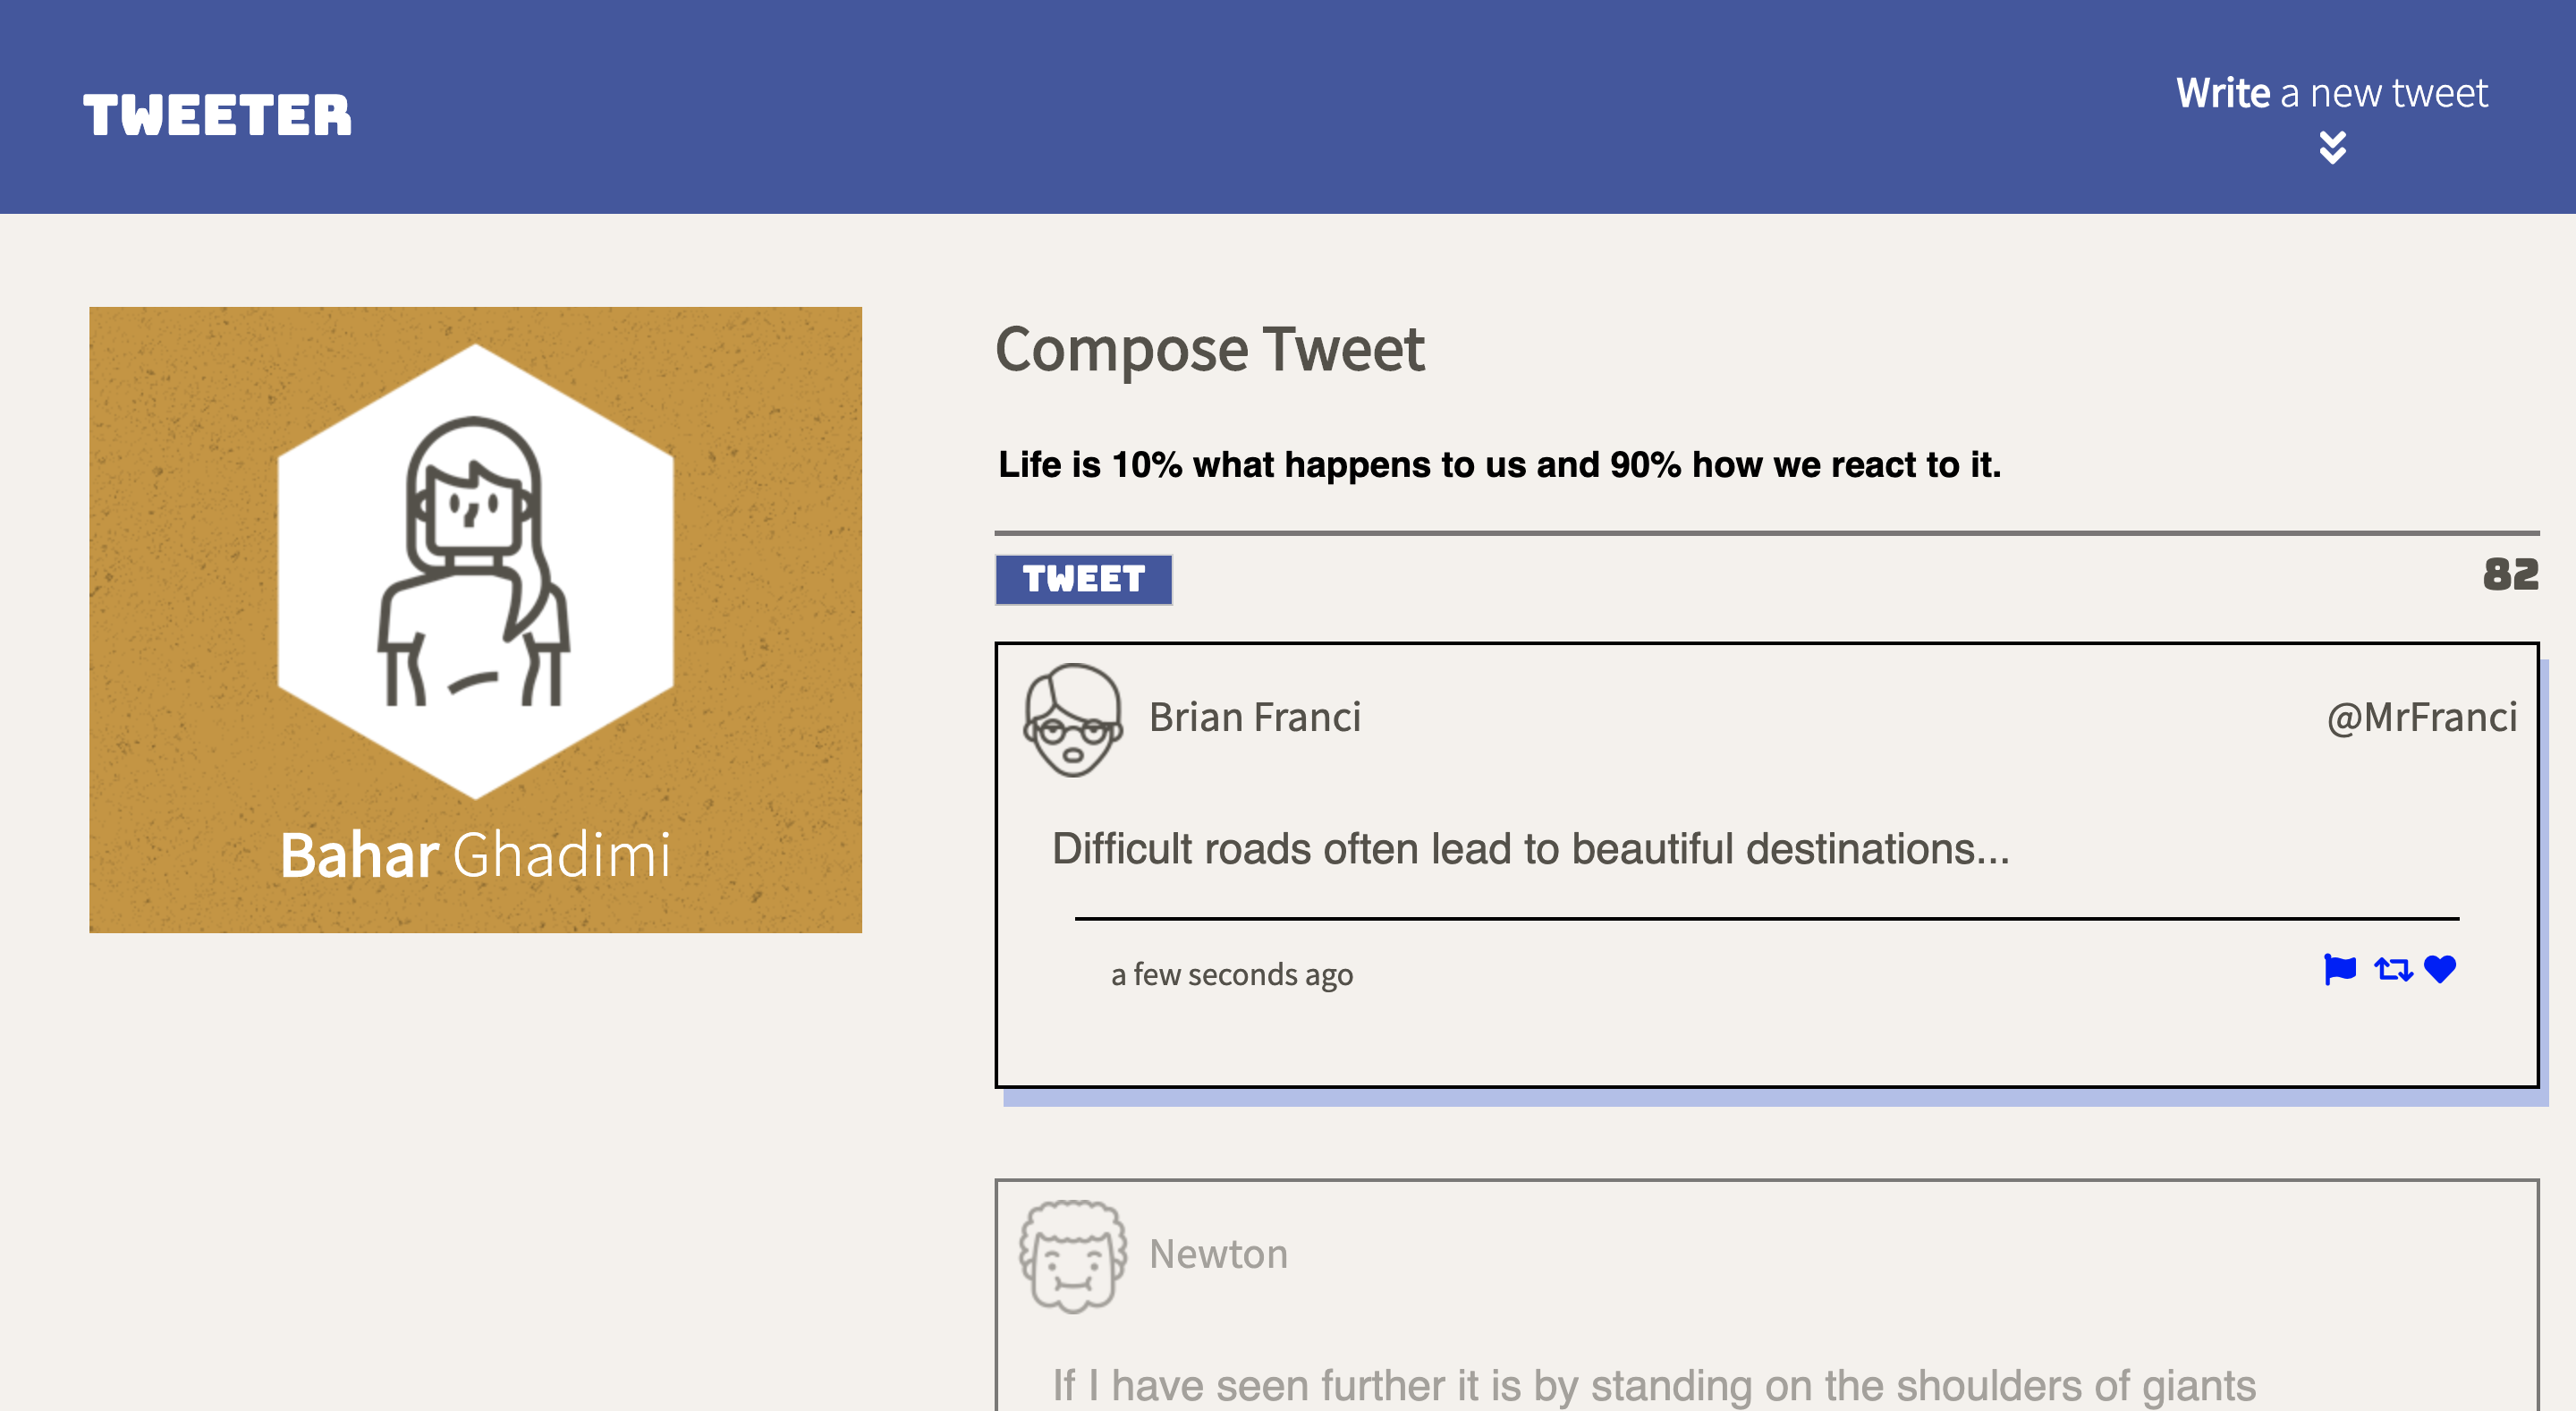 TWEETER
Write a new tweet
Bahar Ghadimi
Compose Tweet
Life is 10% what happens to us and 90% how we react to it.
TWEET
82
Brian Franci
@MrFranci
Difficult roads often lead to beautiful destinations...
a few seconds ago
Newton
If I have seen further it is by standing on the shoulders of giants